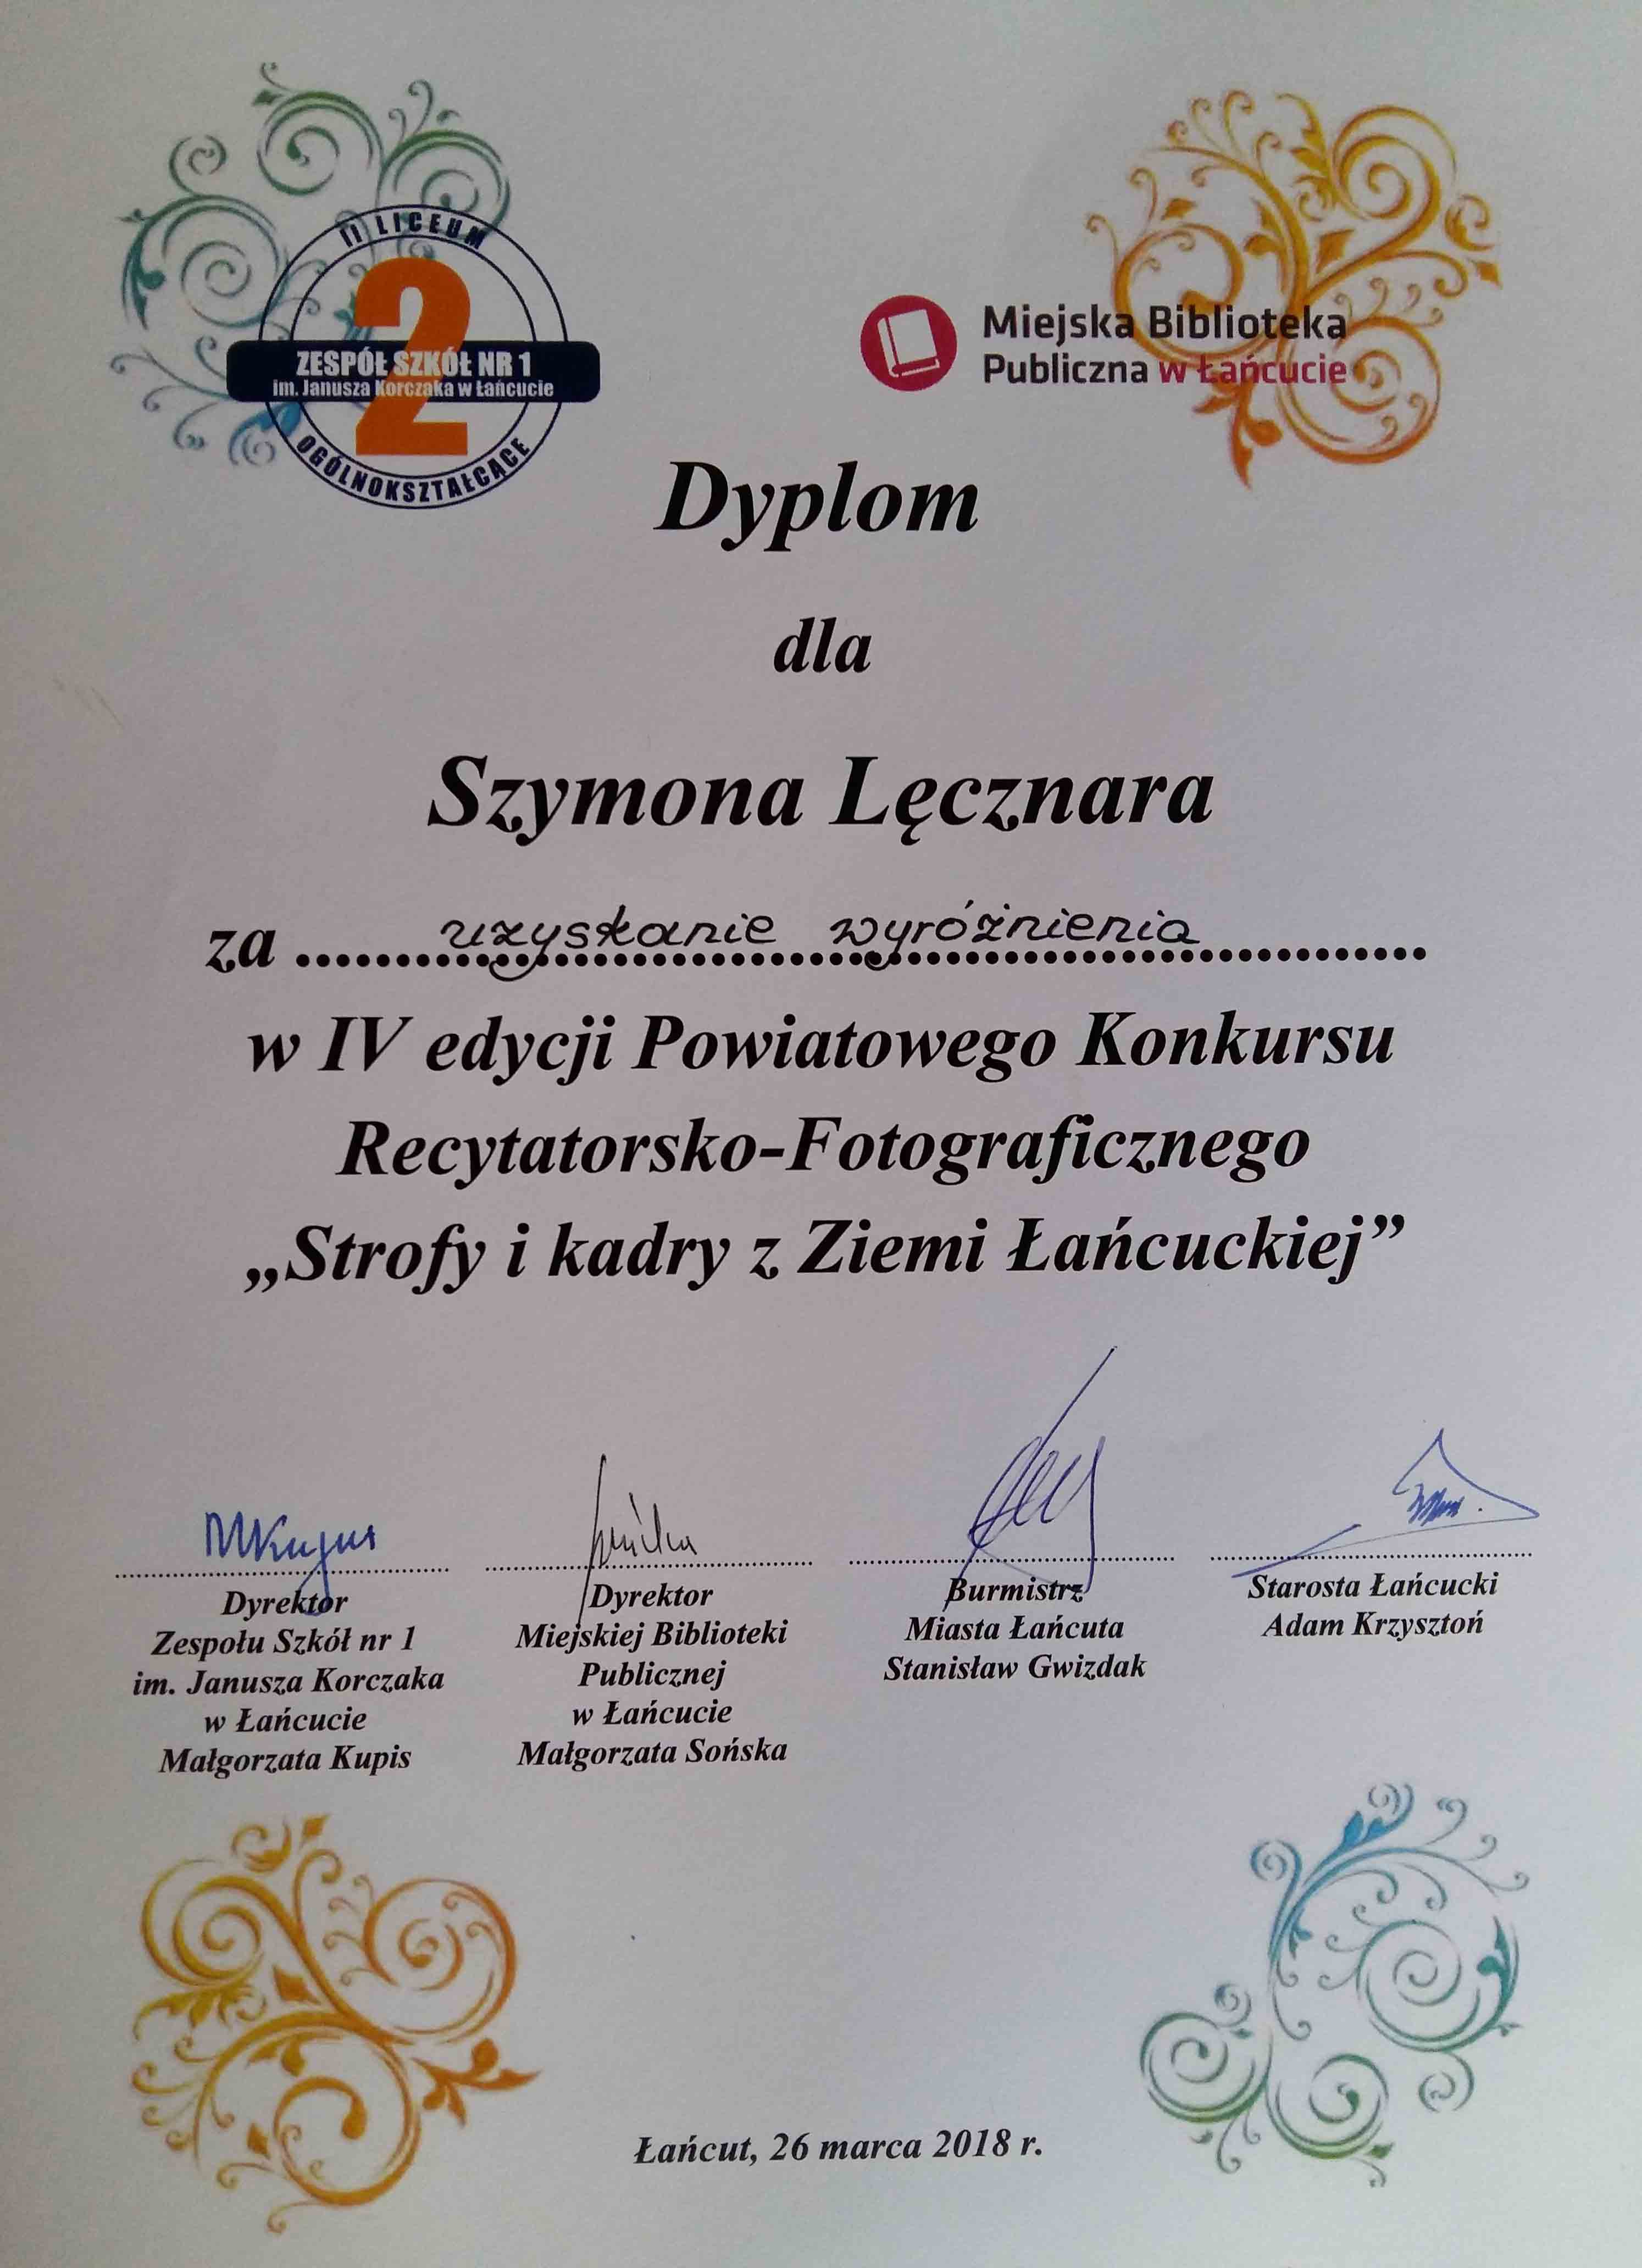 II LICEUM
2
ZESPÓŁ SZKÓŁ NR 1
im. Janusza Korczaka w Łańcucie
OGÓLNOKSZTAŁCĄCE
Miejska Biblioteka
Publiczna w Łańcucie
Dyplom
dla
Szymona Lęcznara
za uzyskanie wyróżnienia
w IV edycji Powiatowego Konkursu
Recytatorsko-Fotograficznego
„Strofy i kadry z Ziemi Łańcuckiej”
Dyrektor
Zespołu Szkół nr 1
im. Janusza Korczaka
w Łańcucie
Małgorzata Kupis
Dyrektor
Miejskiej Biblioteki
Publicznej
w Łańcucie
Małgorzata Sońska
Burmistrz
Miasta Łańcuta
Stanisław Gwizdak
Starosta Łańcucki
Adam Krzysztoń
Łańcut, 26 marca 2018 r.